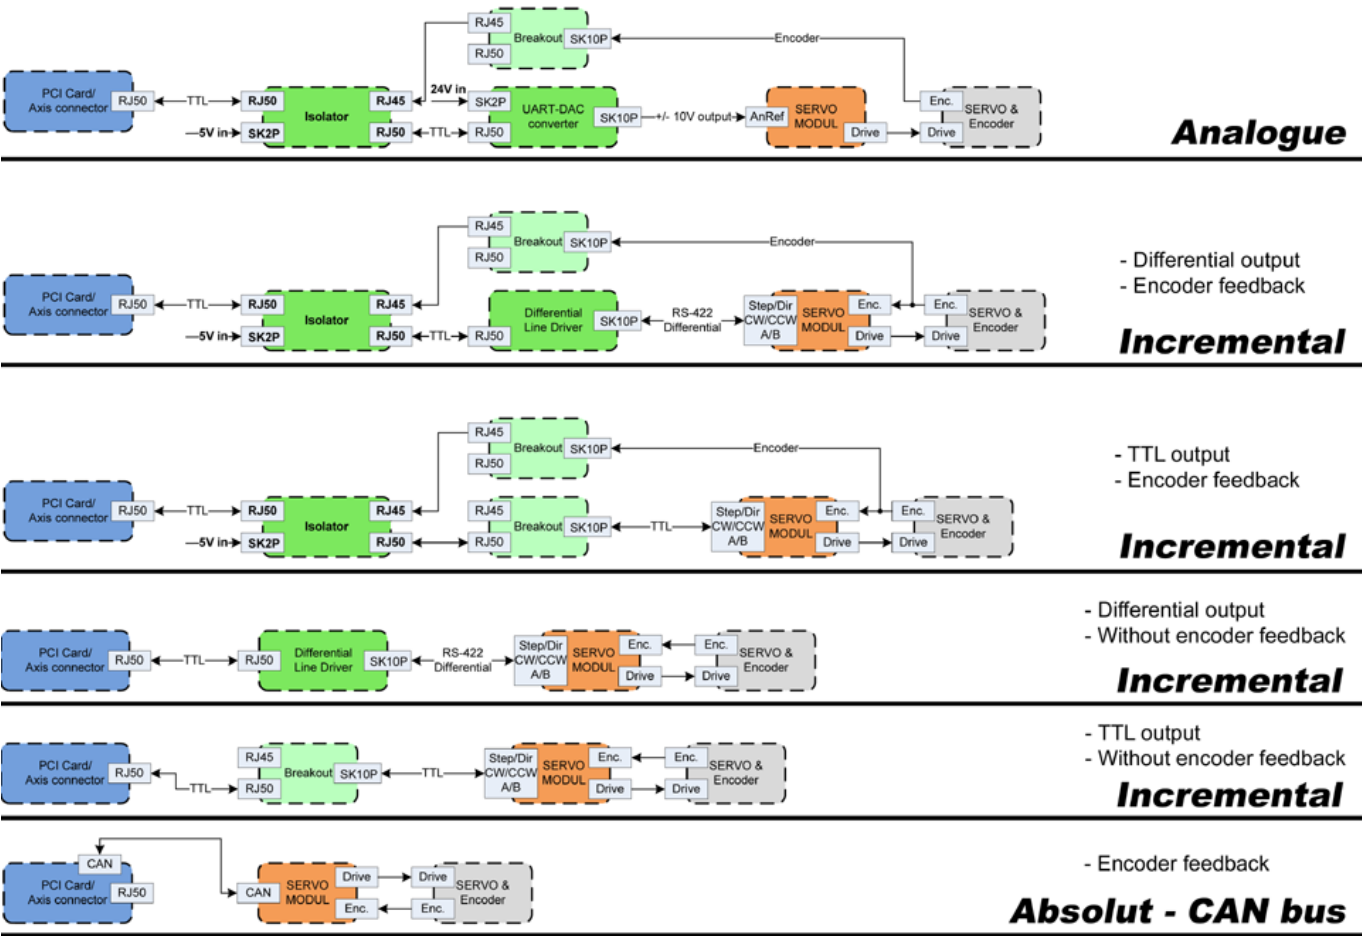 RJ45
Breakout
SK10P
RJ50
Encoder
PCI Card/
Axis connector
RJ50
TTL
RJ50
RJ45
Isolator
5V in
SK2P
RJ50
TTL
24V in
SK2P
UART-DAC
converter
RJ50
SK10P
+/- 10V output
AnRef
SERVO
MODUL
Drive
Enc.
SERVO &
Encoder
Drive
Analogue
RJ45
Breakout
SK10P
RJ50
Encoder
PCI Card/
Axis connector
RJ50
TTL
RJ50
RJ45
Isolator
5V in
SK2P
RJ50
TTL
RJ50
Differential
Line Driver
SK10P
RS-422
Differential
Step/Dir
CW/CCW
A/B
SERVO
MODUL
Enc.
Drive
Enc.
SERVO &
Encoder
Drive
- Differential output
- Encoder feedback
Incremental
RJ45
Breakout
SK10P
RJ50
Encoder
PCI Card/
Axis connector
RJ50
TTL
RJ50
RJ45
Isolator
5V in
SK2P
RJ50
RJ45
Breakout
SK10P
RJ50
TTL
Step/Dir
CW/CCW
A/B
SERVO
MODUL
Enc.
Drive
Enc.
SERVO &
Encoder
Drive
- TTL output
- Encoder feedback
Incremental
PCI Card/
Axis connector
RJ50
TTL
RJ50
Differential
Line Driver
SK10P
RS-422
Differential
Step/Dir
CW/CCW
A/B
SERVO
MODUL
Enc.
Drive
Enc.
SERVO &
Encoder
Drive
- Differential output
- Without encoder feedback
Incremental
PCI Card/
Axis connector
RJ50
TTL
RJ45
Breakout
SK10P
RJ50
TTL
Step/Dir
CW/CCW
A/B
SERVO
MODUL
Enc.
Drive
Enc.
SERVO &
Encoder
Drive
- TTL output
- Without encoder feedback
Incremental
CAN
PCI Card/
Axis connector
RJ50
CAN
SERVO
MODUL
Drive
Enc.
Drive
SERVO &
Encoder
Enc.
- Encoder feedback
Absolut - CAN bus